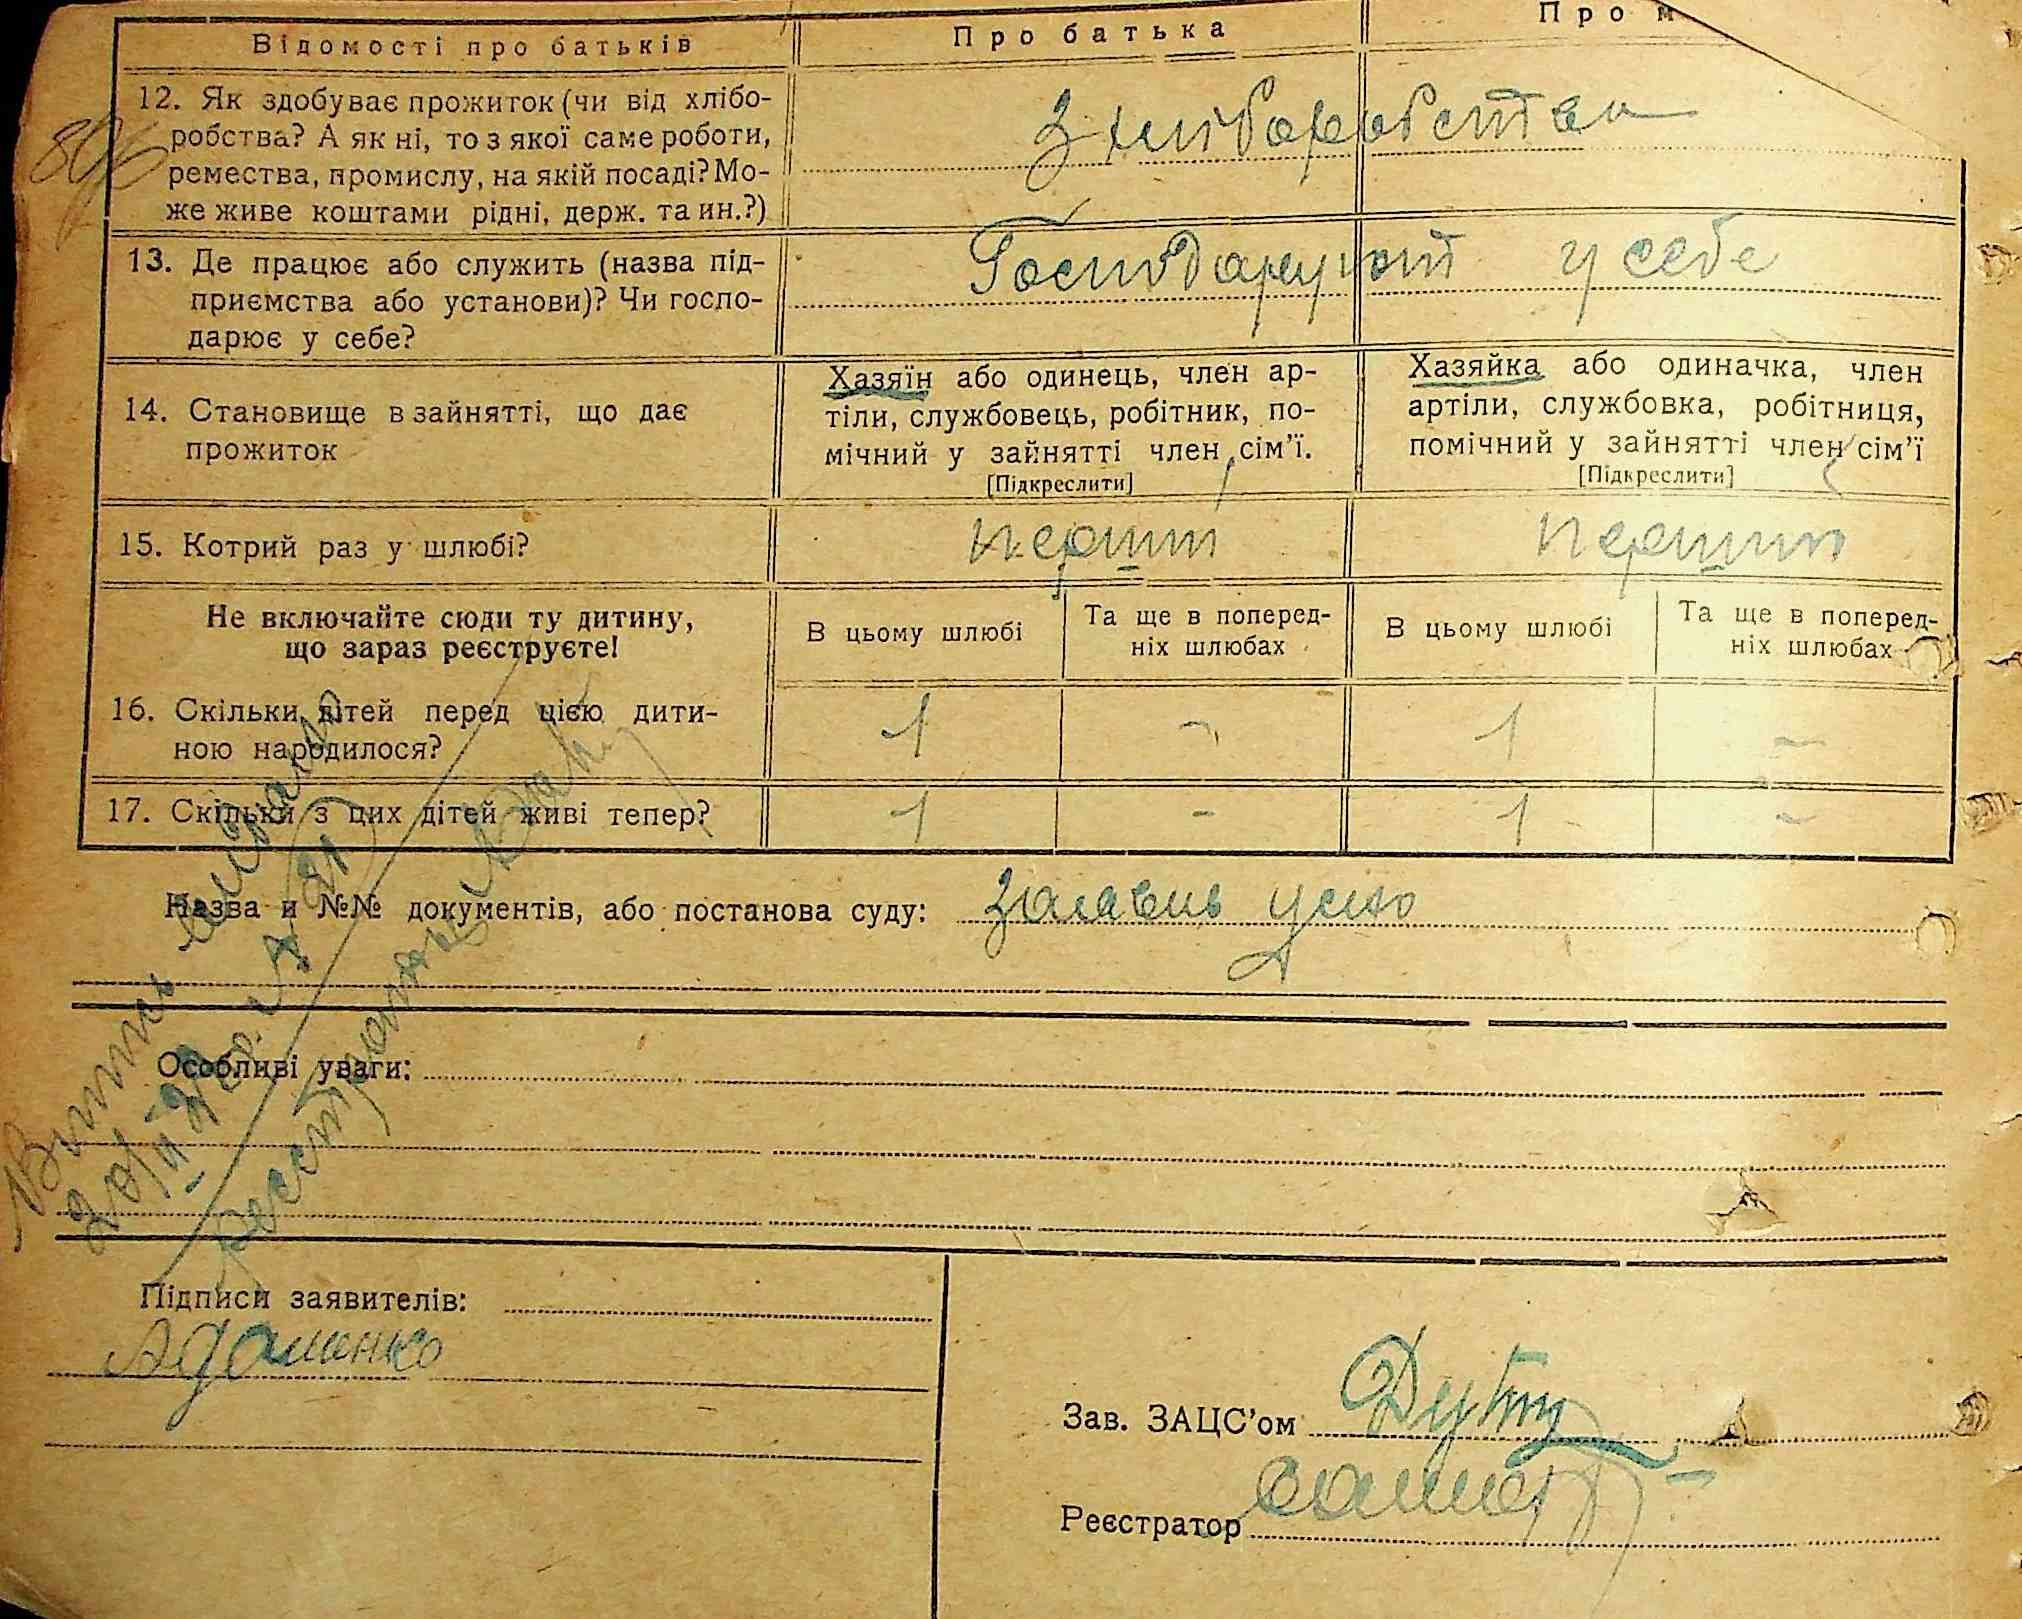 Відомості про батьків
Про батька
Про м
12. Як здобуває прожиток (чи від хлібо-
робства? А як ні, то з якої саме роботи,
ремества, промислу, на якій посаді? Мо-
же живе коштами рідні, держ. та ин.?)
З хліборобства
13. Де працює або служить (назва під-
приємства або установи)? Чи госпо-
дарює у себе?
Господарують у себе
14. Становище в зайнятті, що дає
прожиток
Хазяїн або одинець, член ар-
тіли, службовець, робітник, по-
мічний у зайнятті член сім'ї.
[Підкреслити]
Хазяйка або одиначка, член
артіли, службовка, робітниця,
помічний у зайнятті член сім'ї
[Підкреслити]
15. Котрий раз у шлюбі?
перший
перший
Не включайте сюди ту дитину,
що зараз реєструєте!
В цьому шлюбі
Та ще в поперед-
ніх шлюбах
В цьому шлюбі
Та ще в поперед-
ніх шлюбах
16. Скільки дітей перед цією дити-
ною народилося?
1 - 1 -
17. Скільки з цих дітей живі тепер?
1 - 1 -
Назва и №№ документів, або постанова суду:
Особливі уваги:
Підписи заявителів:
Адаменко
Зав. ЗАЦС'ом
Реєстратор